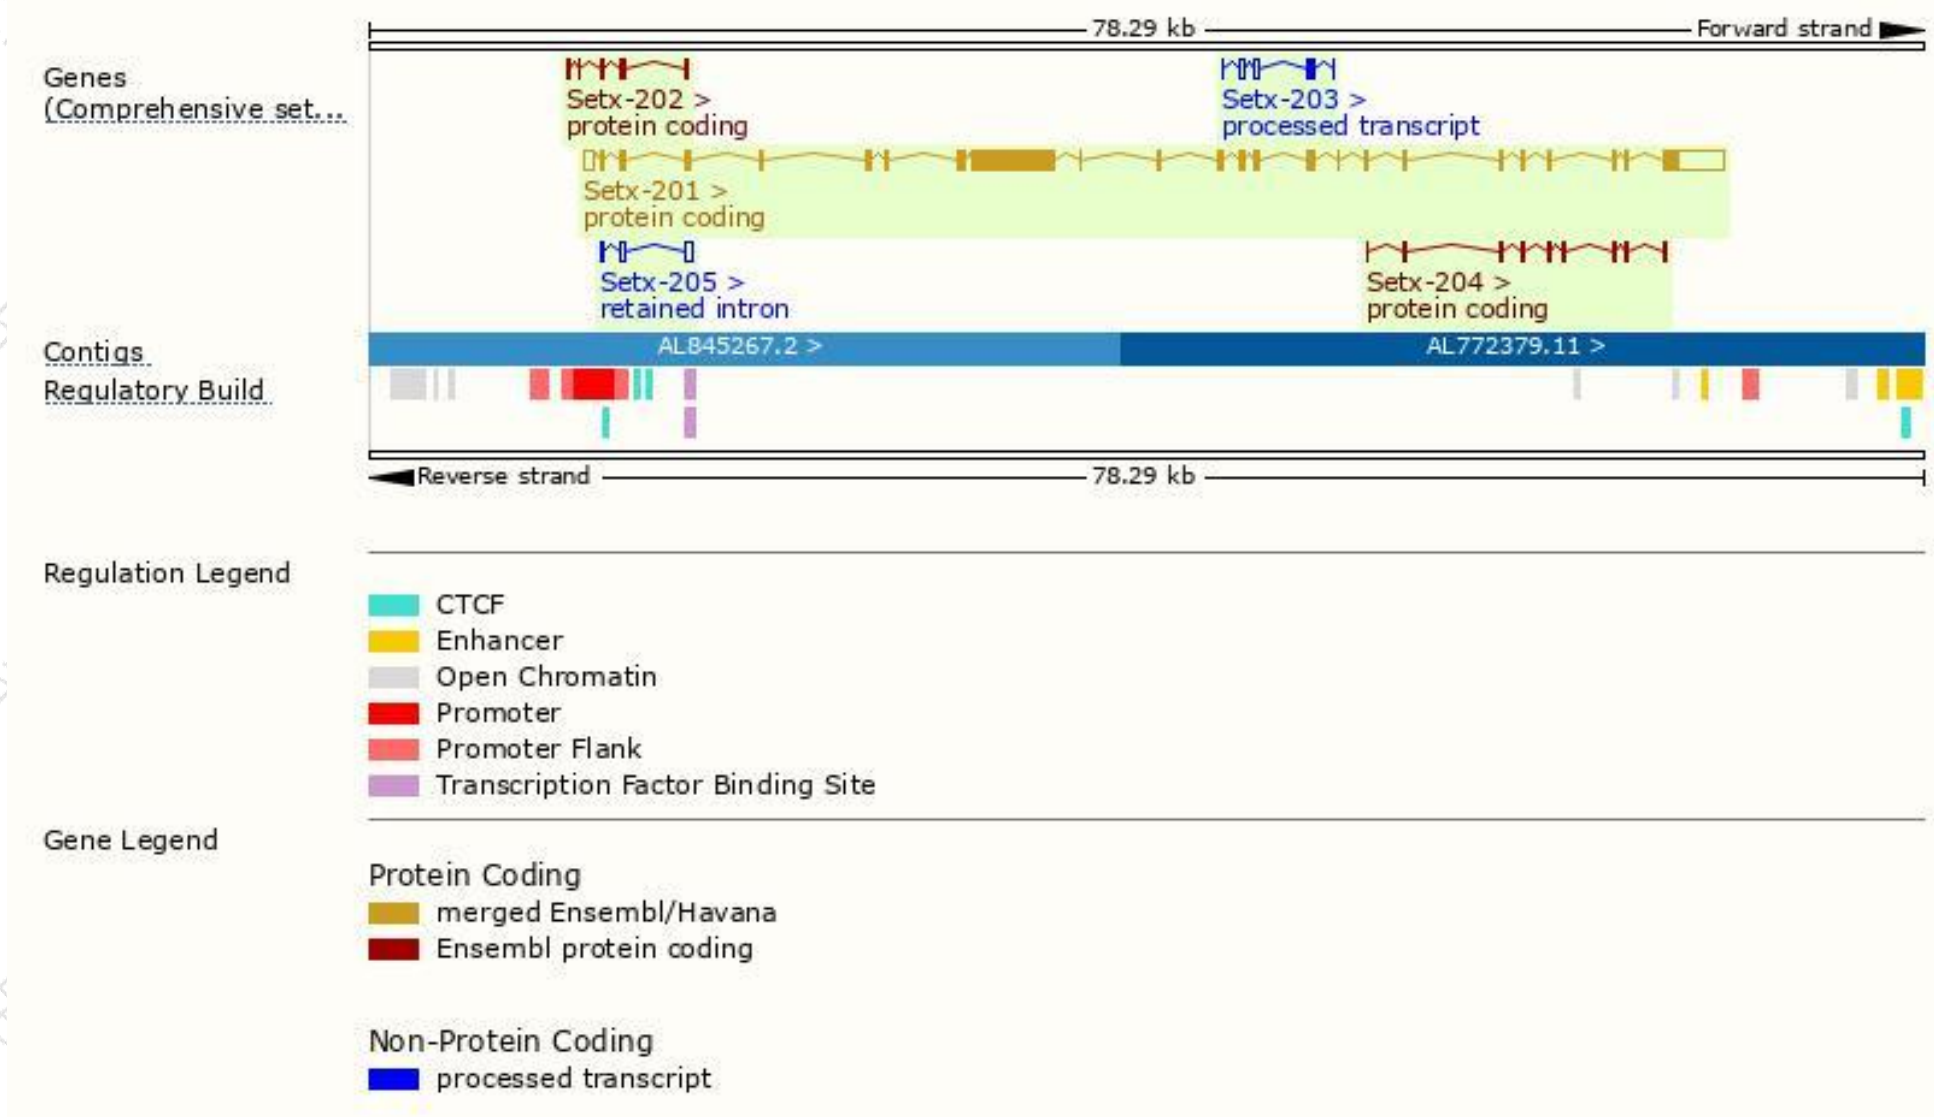 78.29 kb Forward strand
Genes
(Comprehensive set...
Setx-202 >
protein coding
Setx-203 >
processed transcript
Setx-201 >
protein coding
Setx-205 >
retained intron
Setx-204 >
protein coding
Contigs
AL845267.2 > AL772379.11 >
Regulatory Build
Reverse strand 78.29 kb
Regulation Legend
CTCF
Enhancer
Open Chromatin
Promoter
Promoter Flank
Transcription Factor Binding Site
Gene Legend
Protein Coding
merged Ensembl/Havana
Ensembl protein coding
Non-Protein Coding
processed transcript